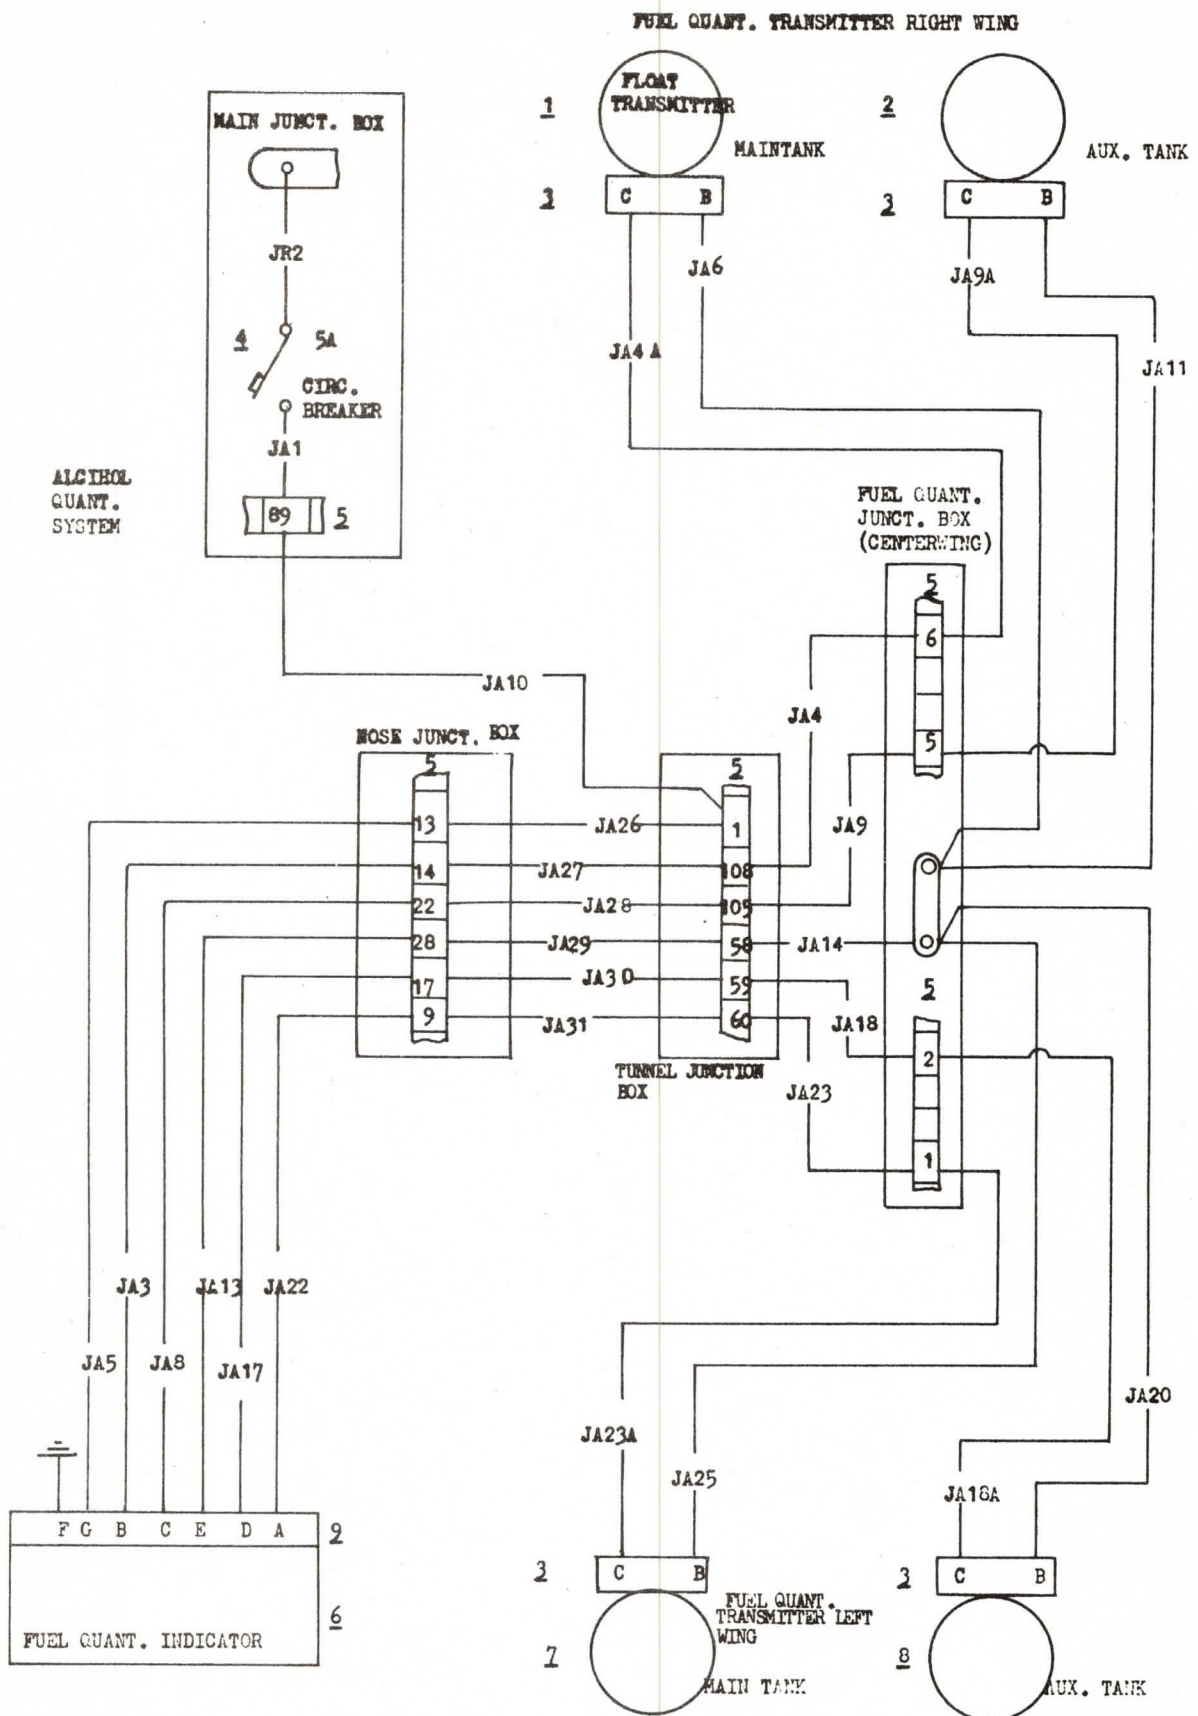 FUEL QUANT. TRANSMITTER RIGHT WING
MAIN JUNCT. BOX
JR2
4
5A
CIRC.
BREAKER
JA1
89
5
ALCIHOL
QUANT.
SYSTEM
1
FLOAT
TRANSMITTER
MAINTANK
3
C
B
2
AUX. TANK
3
C
B
JA6
JA9A
JA4 A
JA11
FUEL QUANT.
JUNCT. BOX
(CENTERWING)
5
6
5
JA10
JA4
NOSE JUNCT. BOX
5
13
14
22
28
17
9
JA26
JA27
JA28
JA29
JA30
JA31
5
1
108
105
58
59
60
TUNNEL JUNCTION
BOX
JA9
JA14
JA18
JA23
5
2
1
JA3
JA13
JA22
JA5
JA8
JA17
JA20
JA23A
JA25
JA18A
F G B C E D A
9
6
FUEL QUANT. INDICATOR
3
C
B
FUEL QUANT.
TRANSMITTER LEFT
WING
7
MAIN TANK
3
C
B
8
AUX. TANK